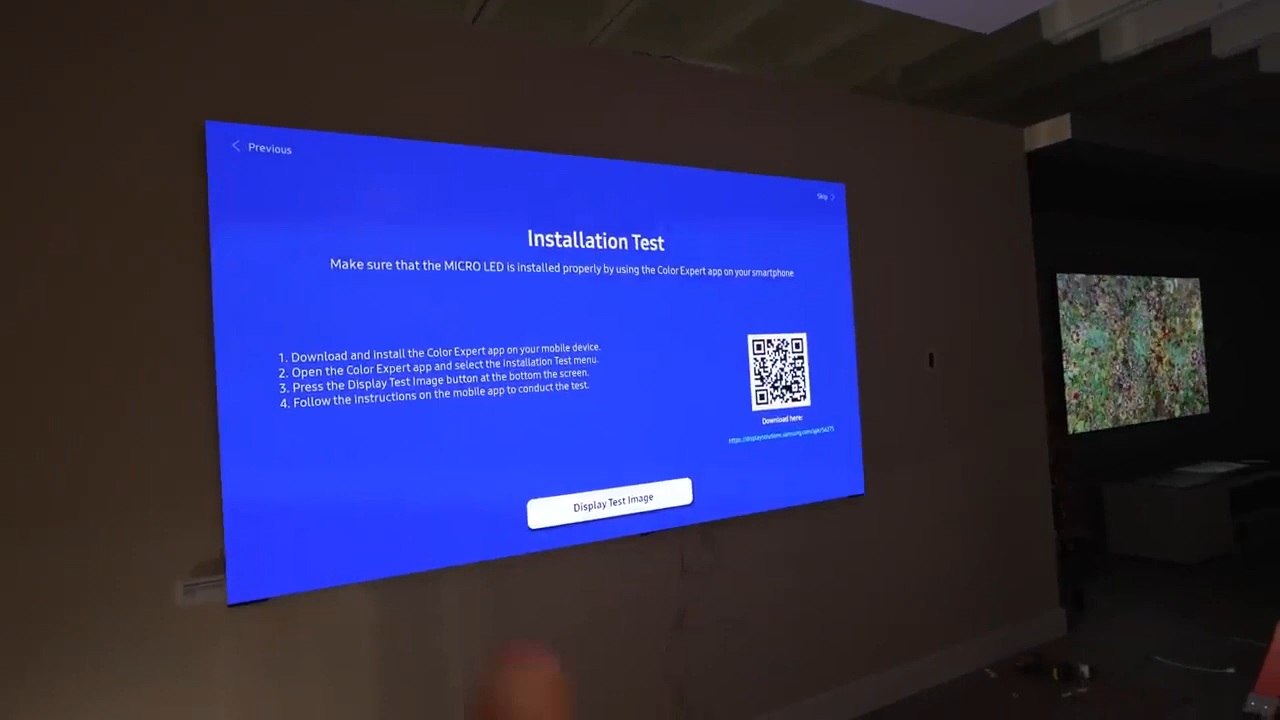 Previous
Skip
Installation Test
Make sure that the MICRO LED is installed properly by using the Color Expert app on your smartphone
1. Download and install the Color Expert app on your mobile device.
2. Open the Color Expert app and select the Installation Test menu.
3. Press the Display Test Image button at the bottom the screen.
4. Follow the instructions on the mobile app to conduct the test.
Download here:
Display Test Image